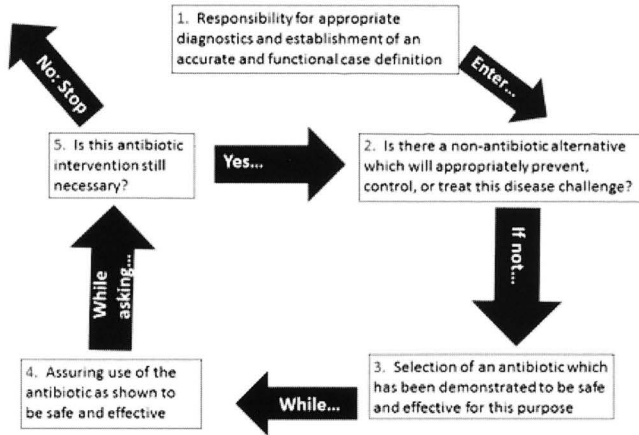 1. Responsibility for appropriate
diagnostics and establishment of an
accurate and functional case definition
Enter...
No: Stop
5. Is this antibiotic
intervention still
necessary?
Yes...
2. Is there a non-antibiotic alternative
which will appropriately prevent,
control, or treat this disease challenge?
If not...
While
asking...
4. Assuring use of the
antibiotic as shown to
be safe and effective
While...
3. Selection of an antibiotic which
has been demonstrated to be safe
and effective for this purpose